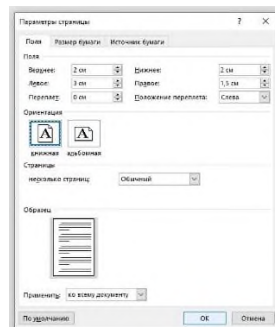 Параметры страницы ? ×
Поля Размер бумаги Источник бумаги
Поля
Верхнее: 2 см Нижнее: 2 см
Левое: 3 см Правое: 1,5 см
Переплет: 0 см Положение переплета: Слева
Ориентация
книжная альбомная
Страницы
несколько страниц: Обычный
Образец
Применить: ко всему документу
По умолчанию ОК Отмена